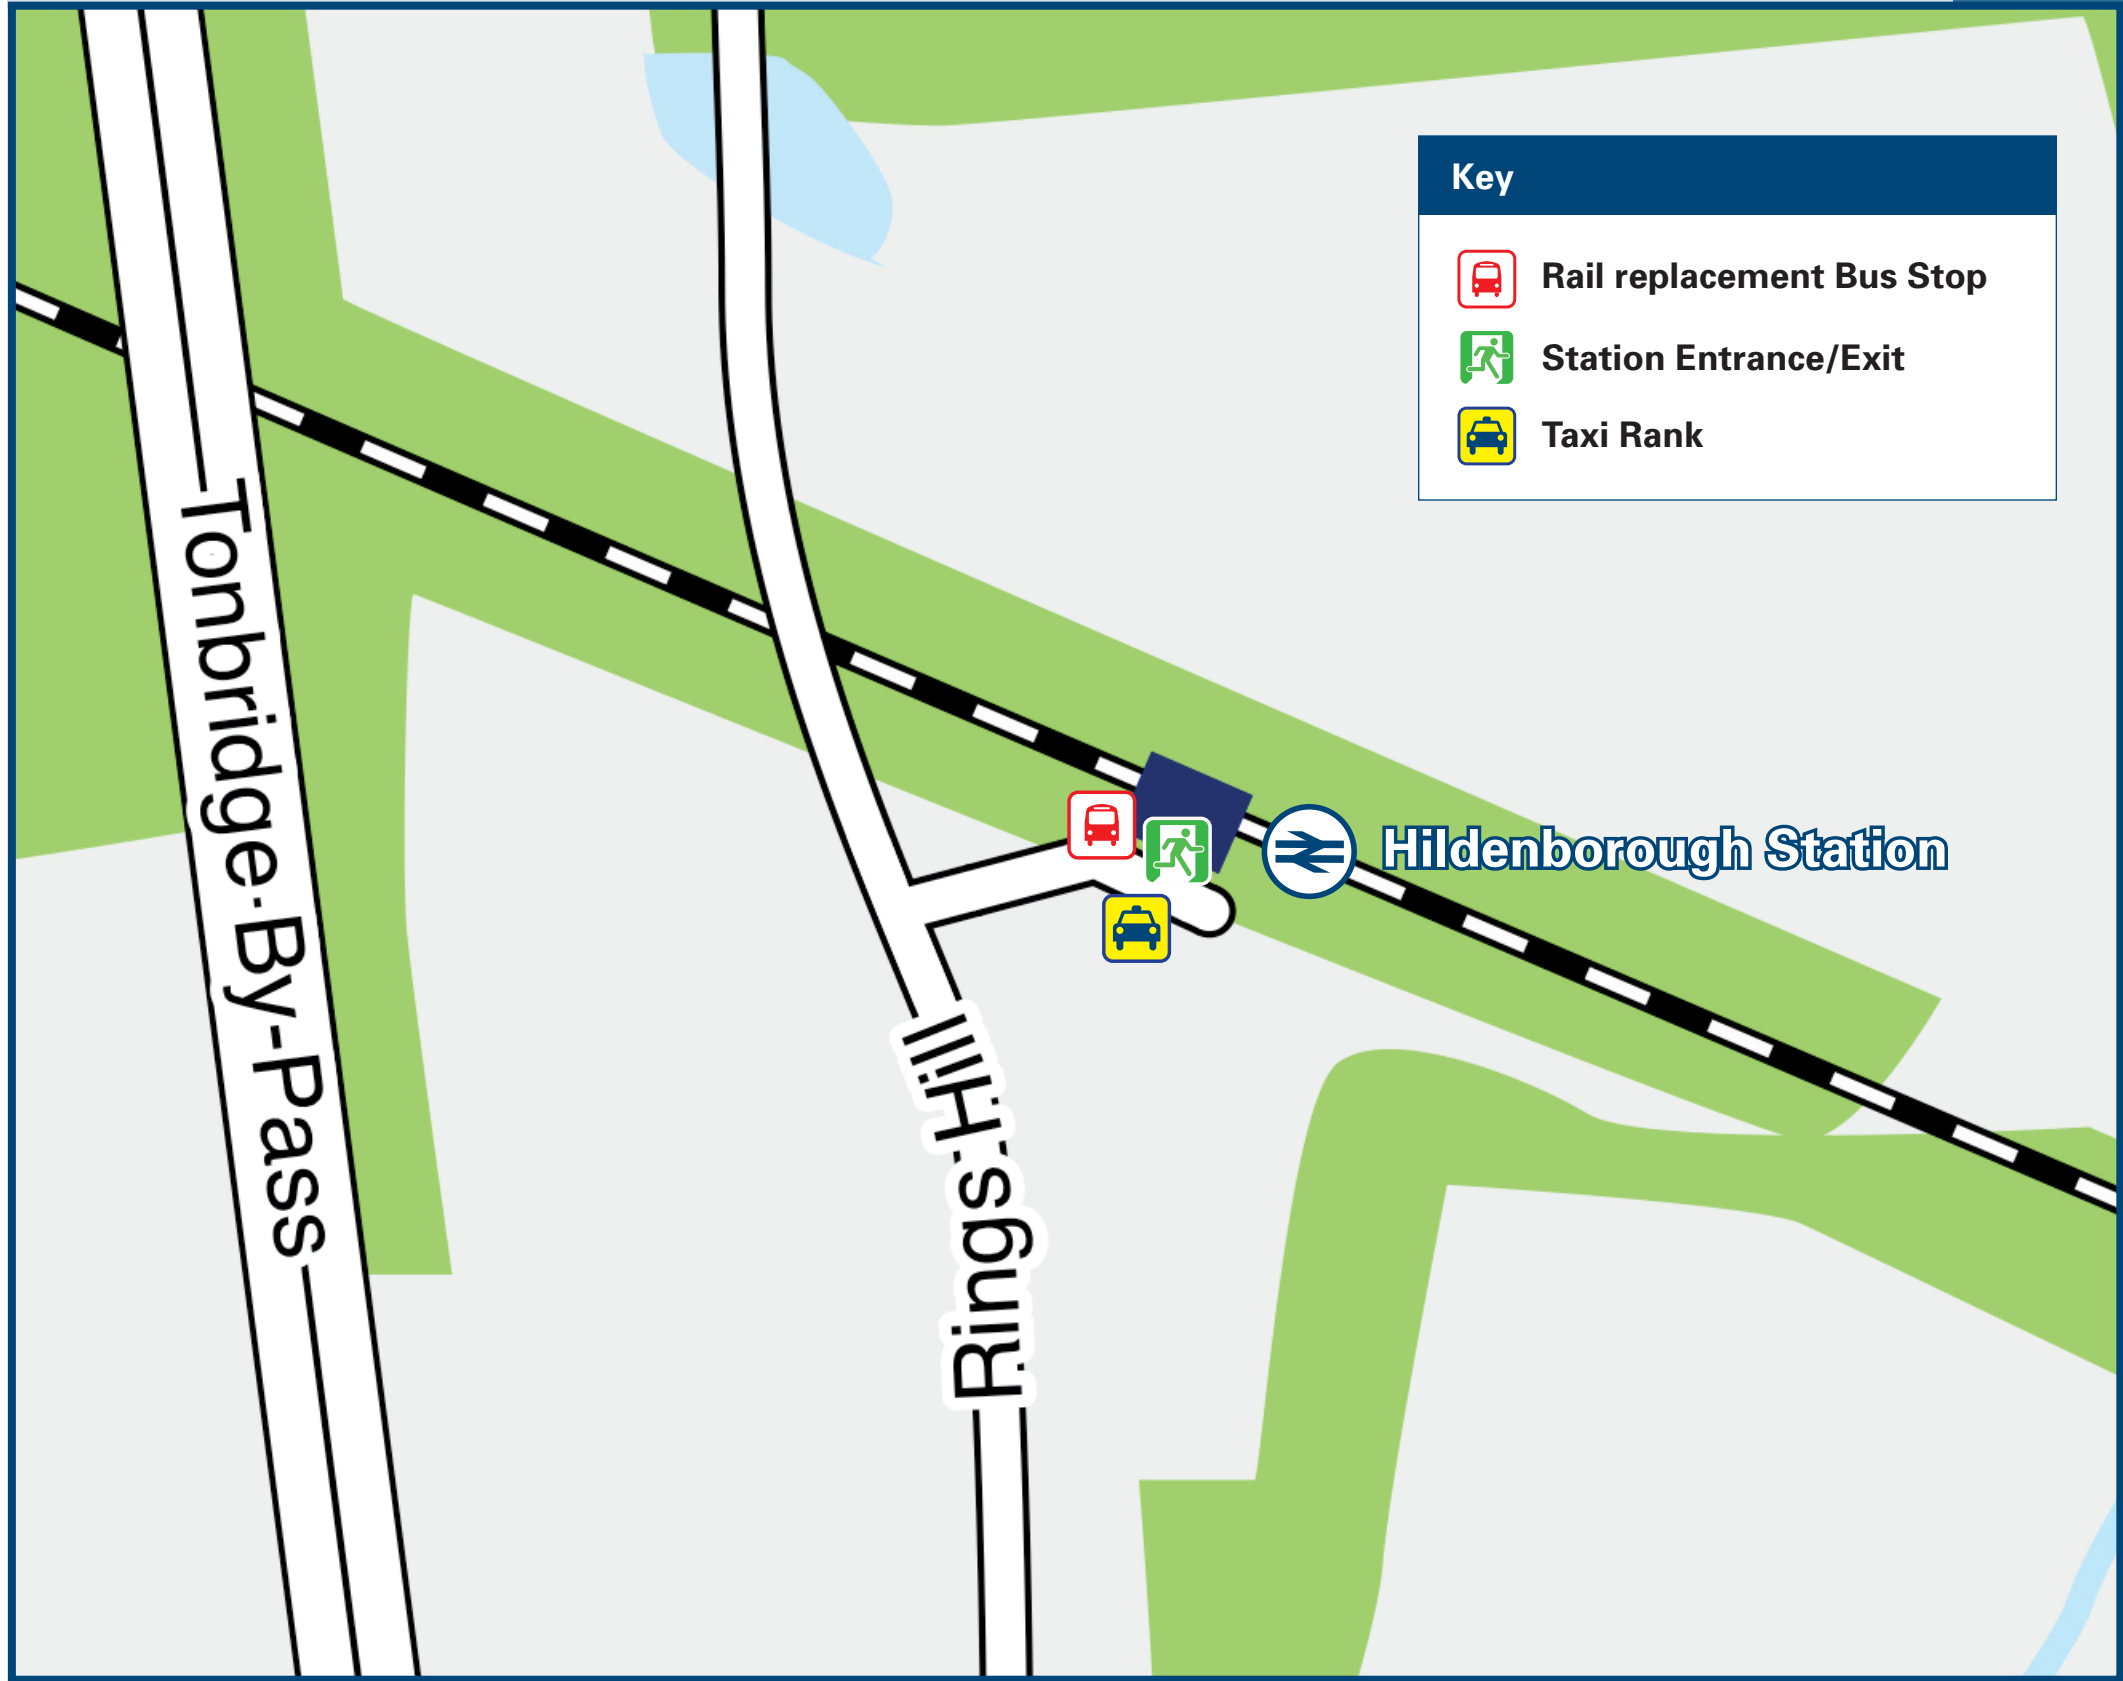 Key
Rail replacement Bus Stop
Station Entrance/Exit
Taxi Rank
Tonbridge By-Pass
Hildenborough Station
Rings Hill